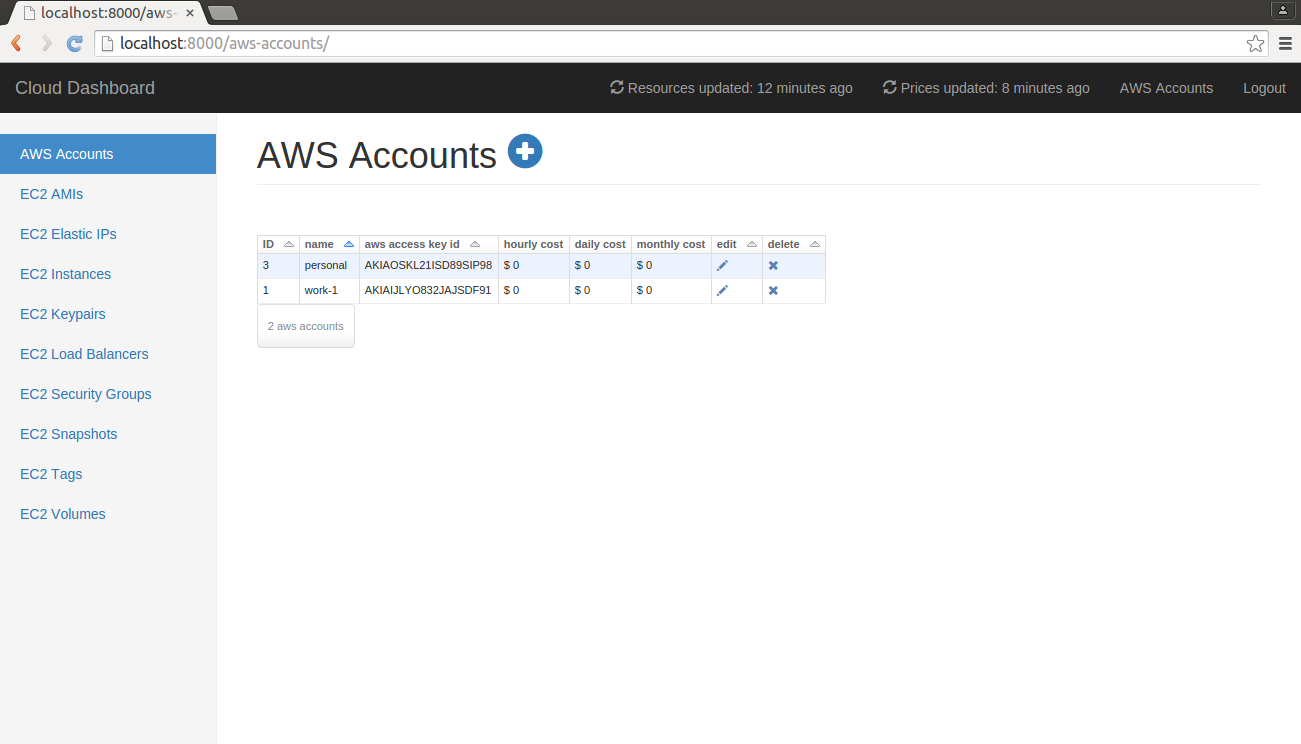 localhost:8000/aws-
localhost:8000/aws-accounts/
Cloud Dashboard Resources updated: 12 minutes ago Prices updated: 8 minutes ago AWS Accounts Logout
AWS Accounts
EC2 AMIs
EC2 Elastic IPs
EC2 Instances
EC2 Keypairs
EC2 Load Balancers
EC2 Security Groups
EC2 Snapshots
EC2 Tags
EC2 Volumes
AWS Accounts
ID name aws access key id hourly cost daily cost monthly cost edit delete
3 personal AKIAOSKL21ISD89SIP98 $ 0 $ 0 $ 0
1 work-1 AKIAIJLYO832JAJSDF91 $ 0 $ 0 $ 0
2 aws accounts